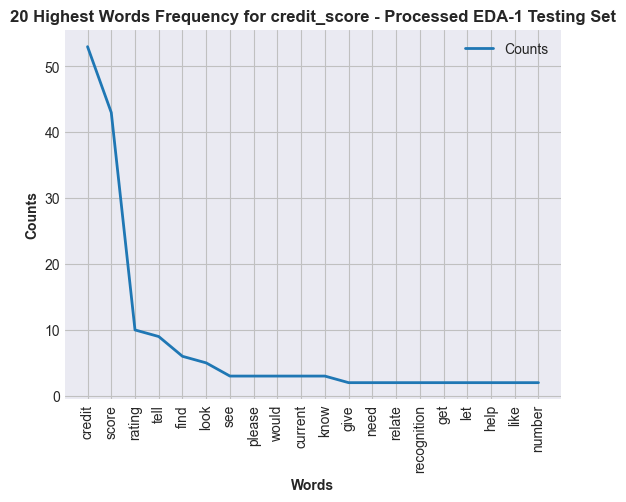 20 Highest Words Frequency for credit_score - Processed EDA-1 Testing Set
Counts
50
40
30
20
10
0
Counts
credit
score
rating
tell
find
look
see
please
would
current
know
give
need
relate
recognition
get
let
help
like
number
Words